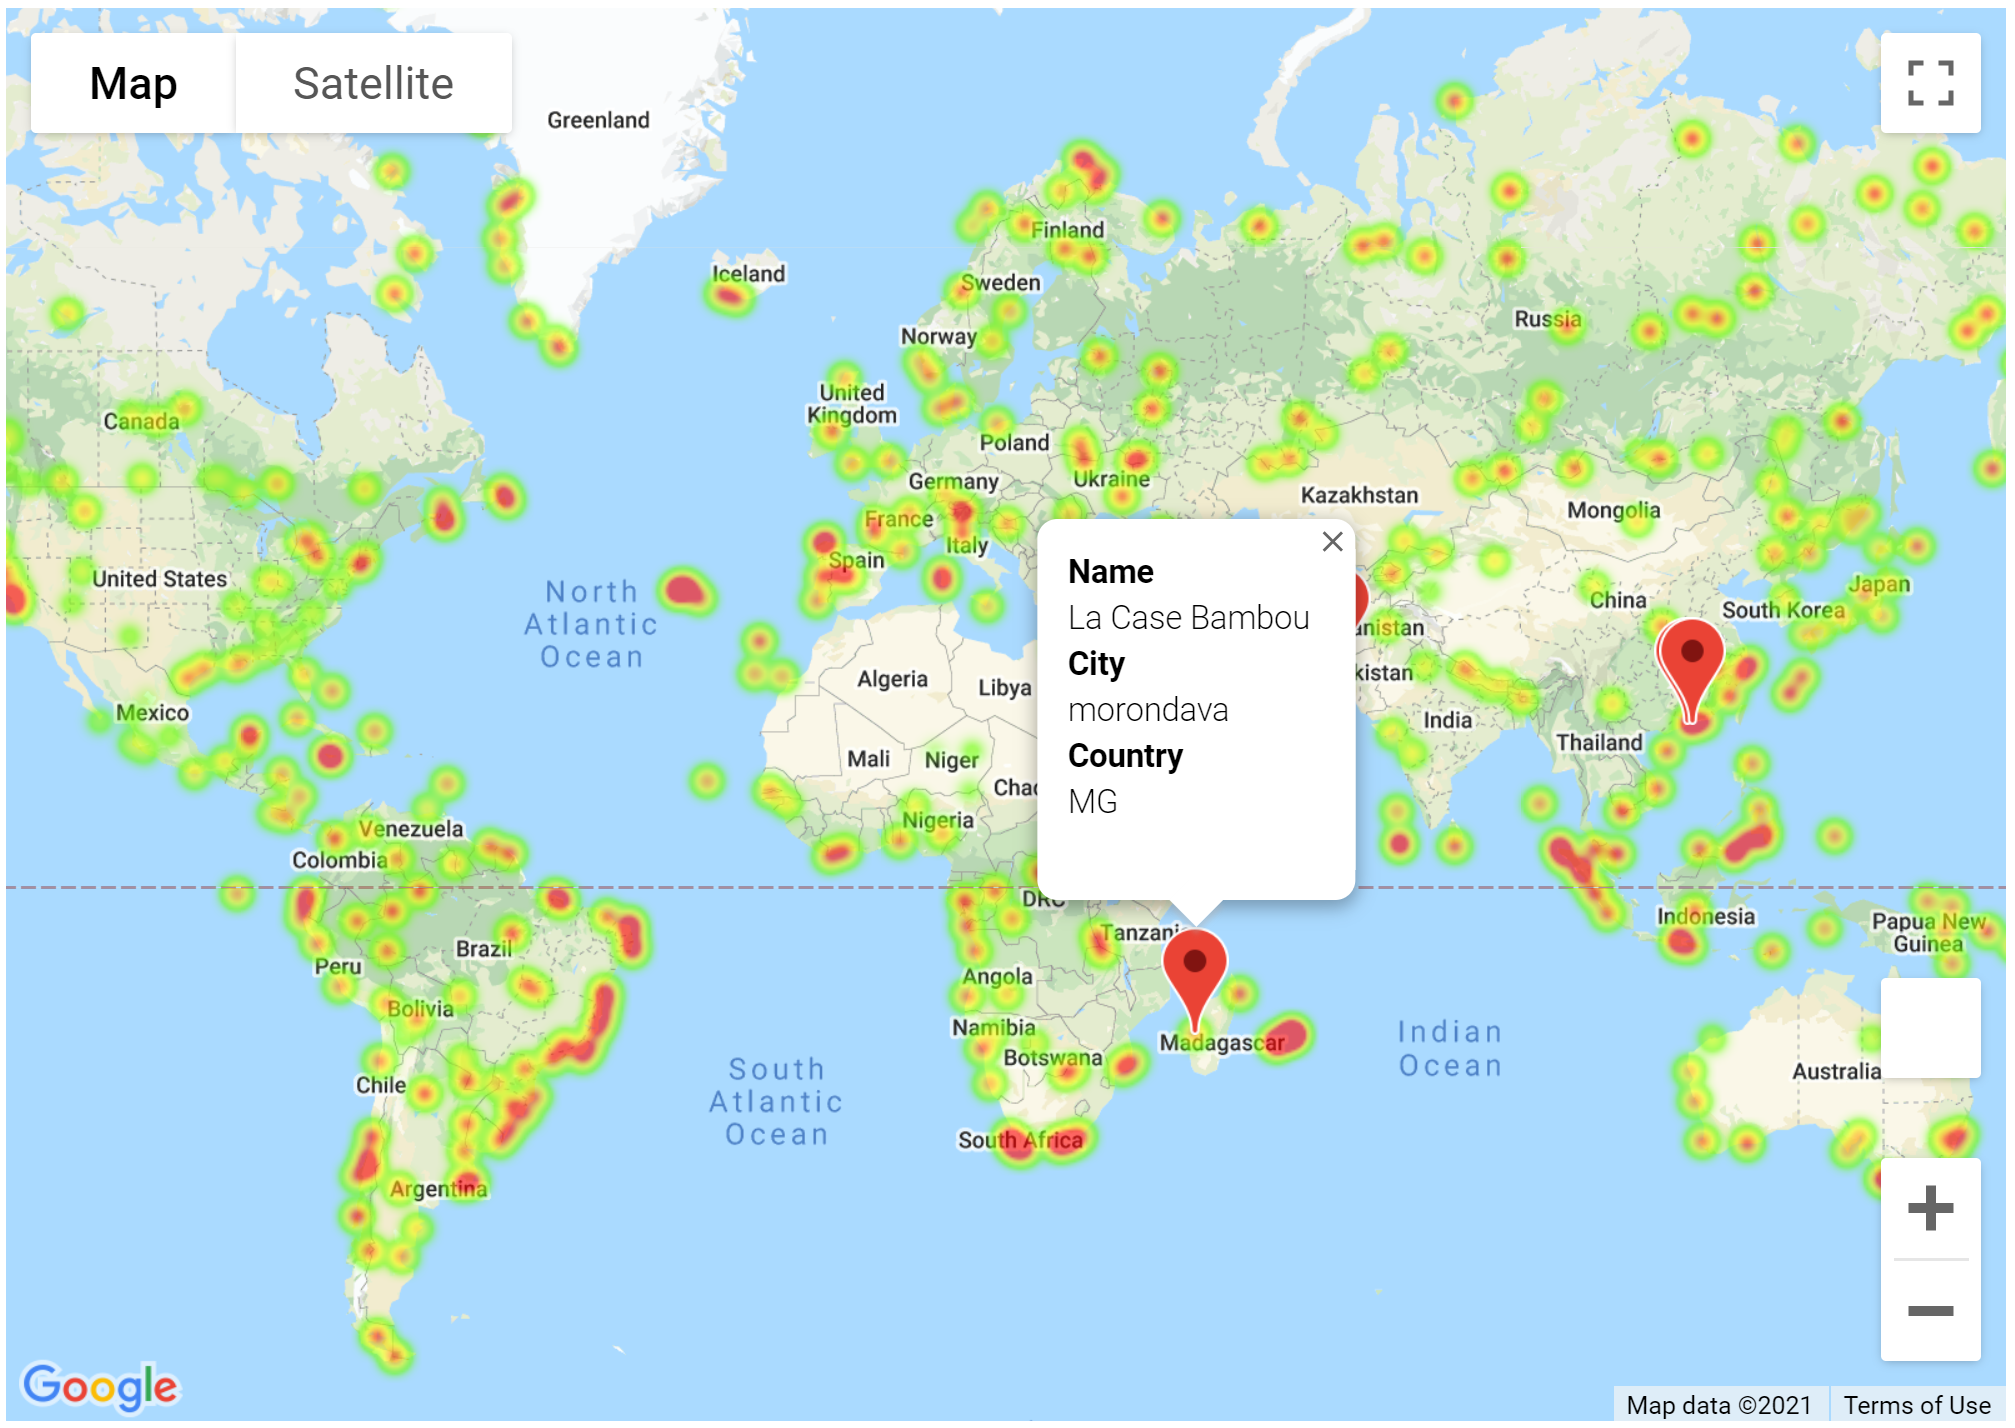 Map
Satellite
Greenland
Iceland
Finland
Sweden
Norway
Russia
United
Kingdom
Canada
Poland
Ukraine
Germany
Kazakhstan
Mongolia
France
Italy
Spain
United States
North
Atlantic
Ocean
Name
La Case Bambou
City
morondava
Country
MG
anistan
kistan
China
Japan
South Korea
Algeria
Libya
Mexico
India
Thailand
Mali
Niger
Chad
Nigeria
Venezuela
Colombia
DRC
Indonesia
Papua New
Guinea
Brazil
Peru
Tanzania
Angola
Bolivia
Namibia
Botswana
Madagascar
Indian
Ocean
Australia
Chile
South
Atlantic
Ocean
South Africa
Argentina
Google
Map data ©2021
Terms of Use